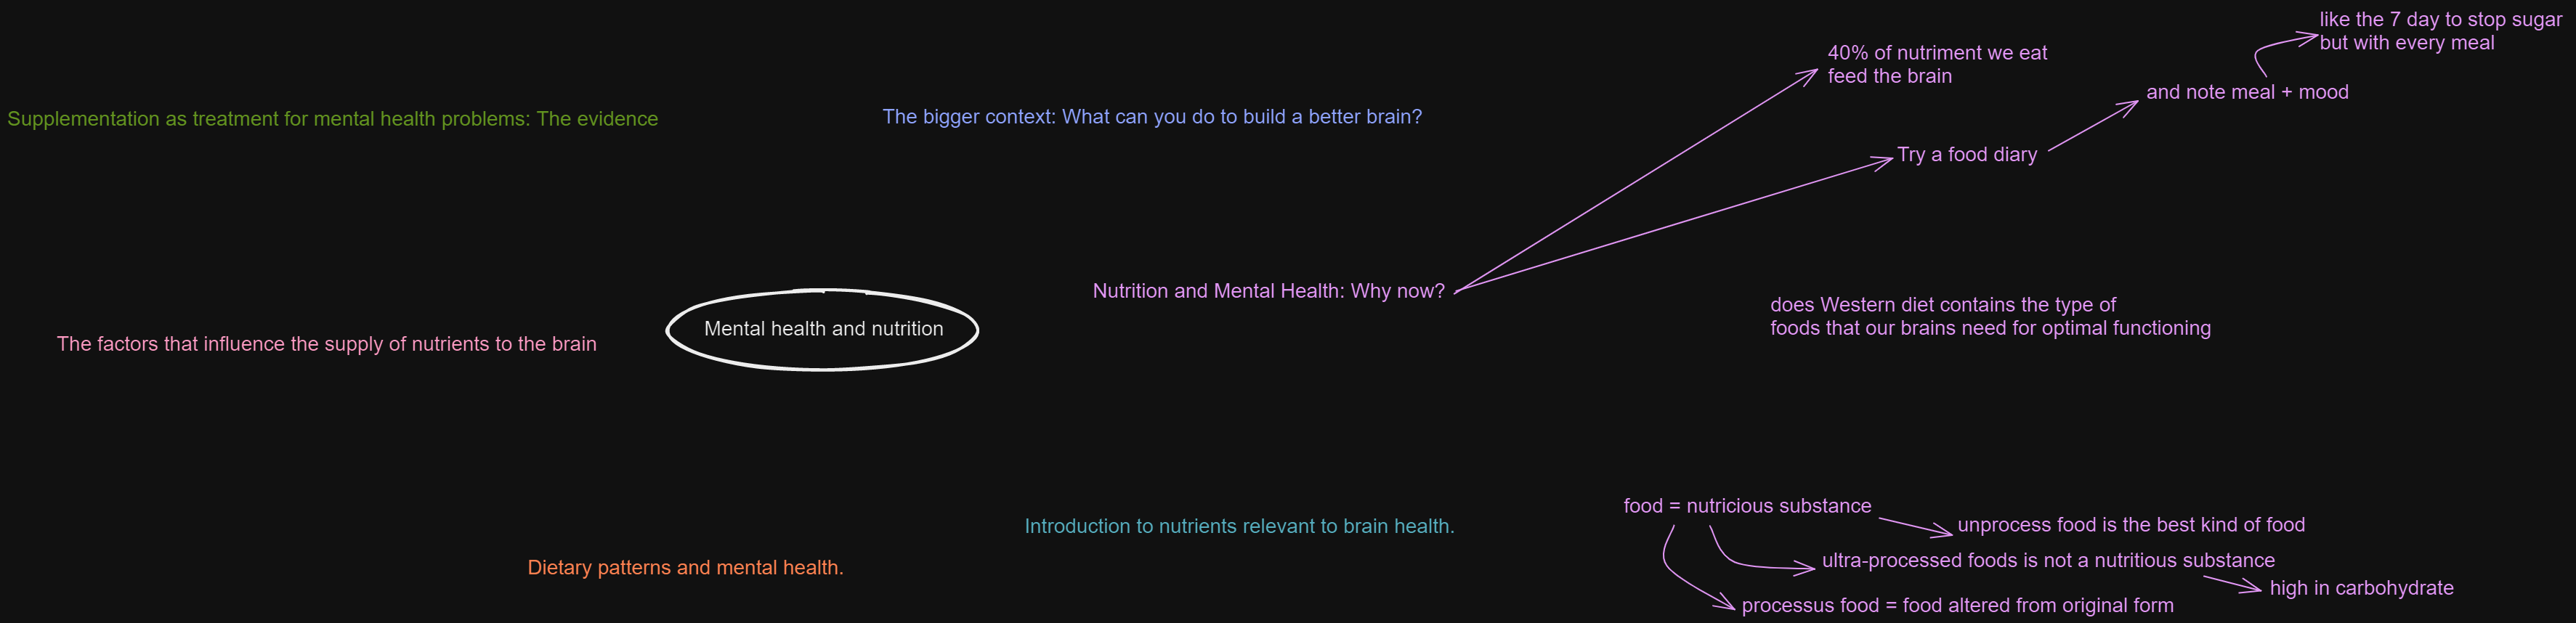 like the 7 day to stop sugar
but with every meal
40% of nutriment we eat
feed the brain
and note meal + mood
Supplementation as treatment for mental health problems: The evidence
The bigger context: What can you do to build a better brain?
Try a food diary
Nutrition and Mental Health: Why now?
does Western diet contains the type of
foods that our brains need for optimal functioning
Mental health and nutrition
The factors that influence the supply of nutrients to the brain
food = nutricious substance
unprocess food is the best kind of food
Introduction to nutrients relevant to brain health.
ultra-processed foods is not a nutritious substance
Dietary patterns and mental health.
high in carbohydrate
processus food = food altered from original form